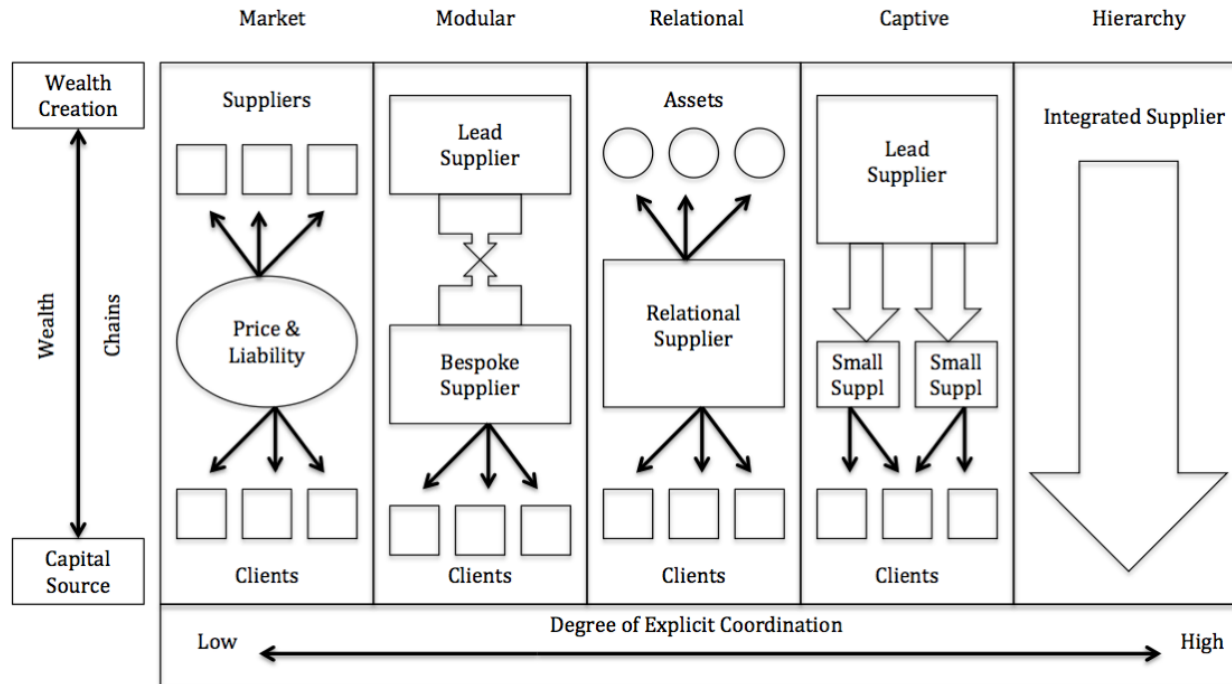 Market
Modular
Relational
Captive
Hierarchy
Wealth
Creation
Suppliers
Lead
Supplier
Assets
Lead
Supplier
Integrated Supplier
Wealth
Chains
Price &
Liability
Bespoke
Supplier
Relational
Supplier
Small
Suppl
Small
Suppl
Capital
Source
Clients
Clients
Clients
Clients
Degree of Explicit Coordination
Low
High